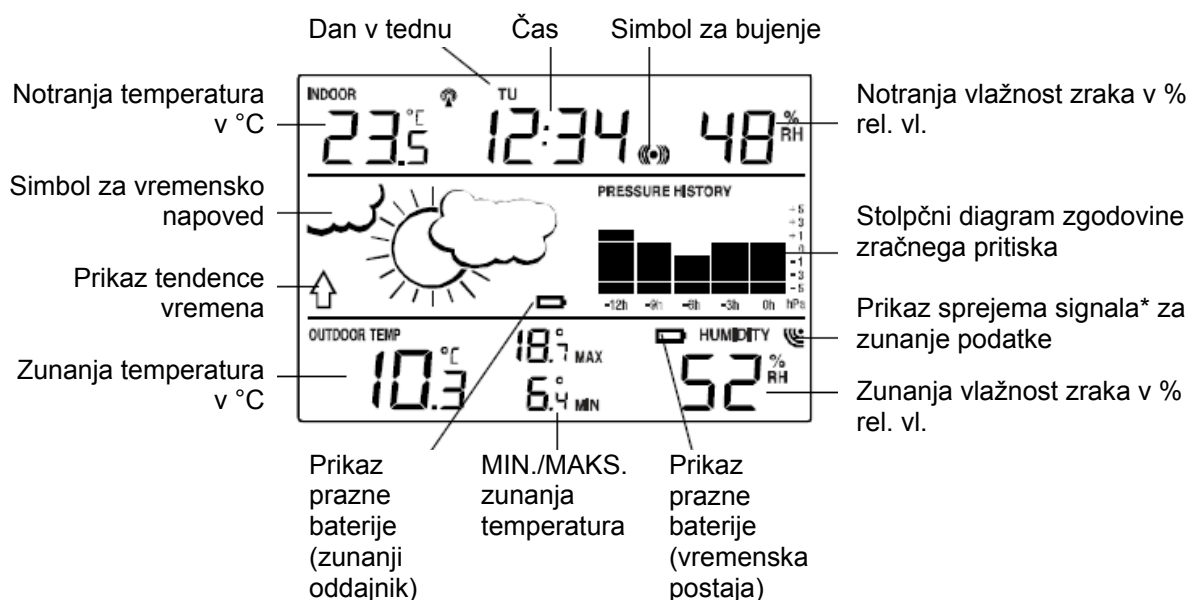 Dan v tednu
Čas
Simbol za bujenje
Notranja temperatura
v °C
Simbol za vremensko
napoved
Prikaz tendence
vremena
Zunanja temperatura
v °C
INDOOR
23.5 °C
TU
12:34
48 % RH
PRESSURE HISTORY
+5
+3
+1
0
-1
-3
-5
-12h -9h -6h -3h 0h hPa
OUTDOOR TEMP
10.3 °C
18.7° MAX
6.4° MIN
HUMIDITY
52 % RH
Notranja vlažnost zraka v %
rel. vl.
Stolpčni diagram zgodovine
zračnega pritiska
Prikaz sprejema signala* za
zunanje podatke
Zunanja vlažnost zraka v %
rel. vl.
Prikaz
prazne
baterije
(zunanji
oddajnik)
MIN./MAKS.
zunanja
temperatura
Prikaz
prazne
baterije
(vremenska
postaja)